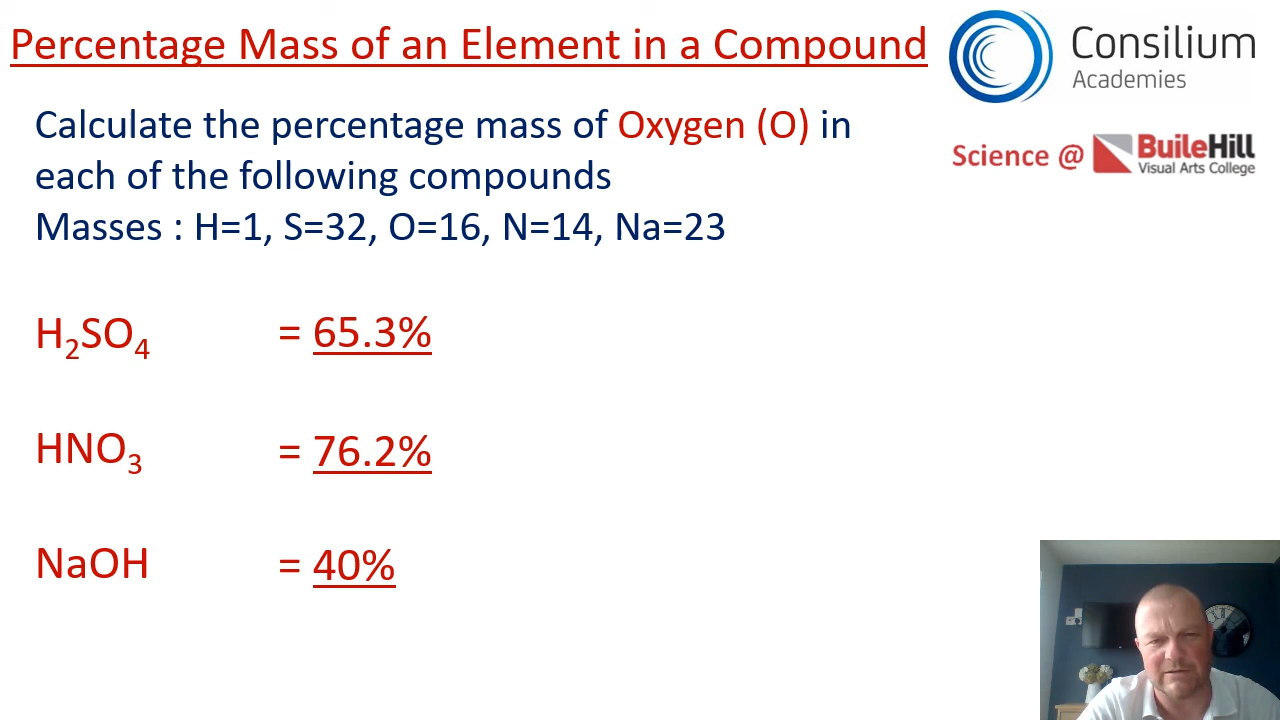 Percentage Mass of an Element in a Compound
Consilium
Academies
Calculate the percentage mass of Oxygen (O) in
each of the following compounds
Masses : H=1, S=32, O=16, N=14, Na=23
Science @ BuileHill
Visual Arts College
H₂SO₄ = 65.3%
HNO₃ = 76.2%
NaOH = 40%